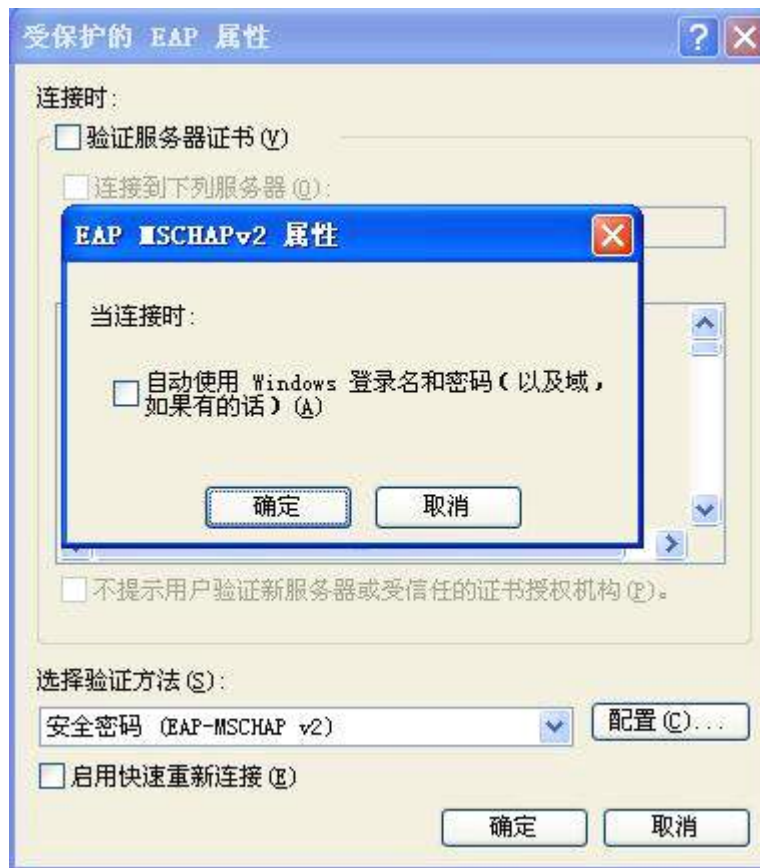 受保护的 EAP 属性
连接时:
验证服务器证书(V)
连接到下列服务器(O):
EAP MSCHAPv2 属性
当连接时:
自动使用 Windows 登录名和密码(以及域,
如果有的话)(A)
确定
取消
不提示用户验证新服务器或受信任的证书授权机构(P)。
选择验证方法(S):
安全密码 (EAP-MSCHAP v2)
配置(C)...
启用快速重新连接(E)
确定
取消